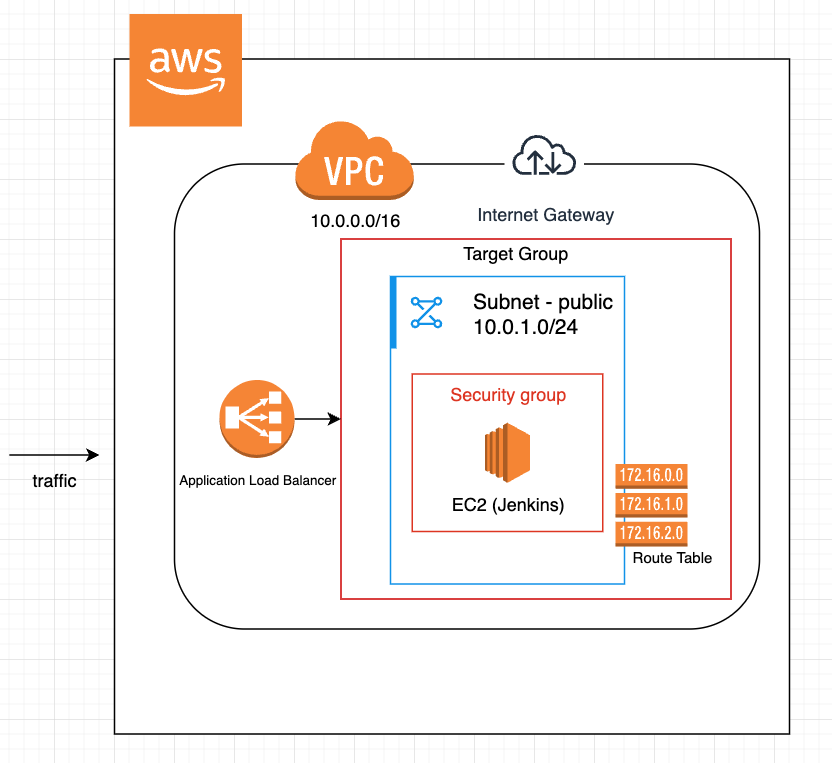 aws
VPC
10.0.0.0/16
Internet Gateway
Target Group
Subnet - public
10.0.1.0/24
Security group
EC2 (Jenkins)
Application Load Balancer
traffic
172.16.0.0
172.16.1.0
172.16.2.0
Route Table